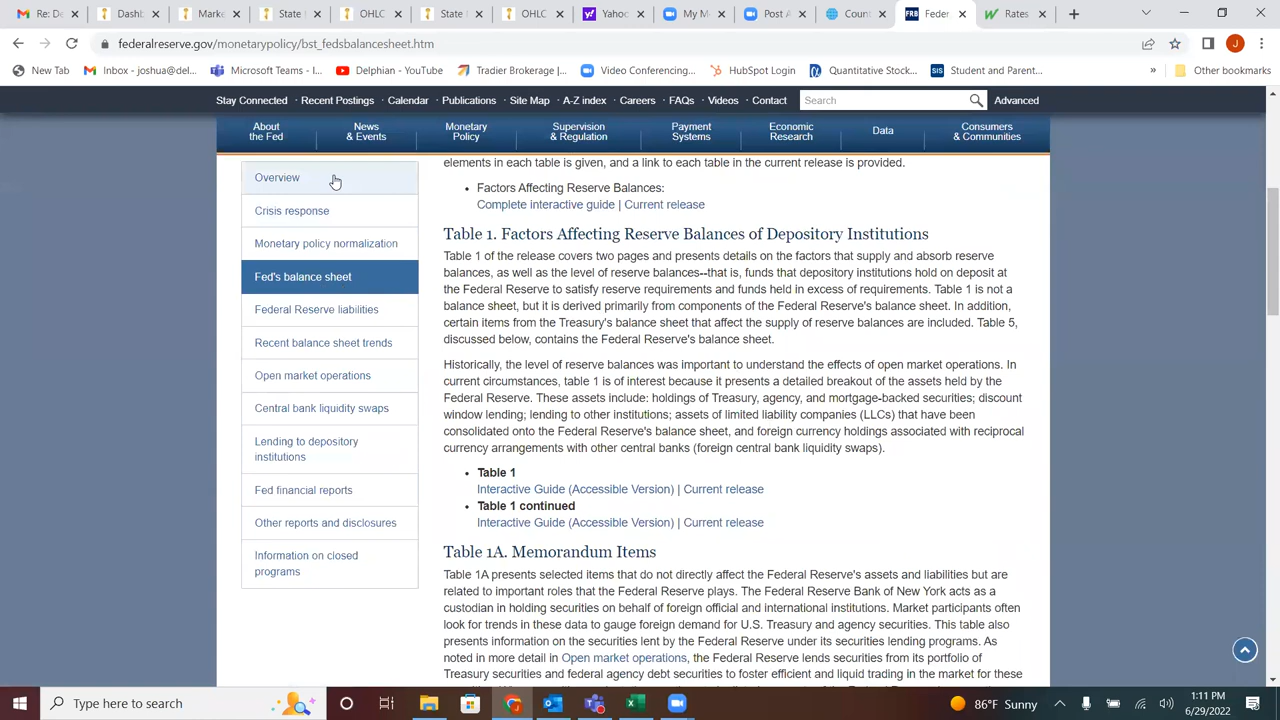 Re: De
Dashb
Marke
State I
OHLC
State I
OHLC
Yahoo
My M
Post A
Count
Feder
Rates
federalreserve.gov/monetarypolicy/bst_fedsbalancesheet.htm
New Tab
Inbox - joshua@del...
Microsoft Teams - I...
Delphian - YouTube
Tradier Brokerage |...
Video Conferencing,...
HubSpot Login
Quantitative Stock...
Student and Parent...
»
Other bookmarks
Stay Connected
Recent Postings
Calendar
Publications
Site Map
A-Z index
Careers
FAQs
Videos
Contact
Search
Advanced
About
the Fed
News
& Events
Monetary
Policy
Supervision
& Regulation
Payment
Systems
Economic
Research
Data
Consumers
& Communities
Overview
Crisis response
Monetary policy normalization
Fed's balance sheet
Federal Reserve liabilities
Recent balance sheet trends
Open market operations
Central bank liquidity swaps
Lending to depository
institutions
Fed financial reports
Other reports and disclosures
Information on closed
programs
elements in each table is given, and a link to each table in the current release is provided.
• Factors Affecting Reserve Balances:
Complete interactive guide | Current release
Table 1. Factors Affecting Reserve Balances of Depository Institutions
Table 1 of the release covers two pages and presents details on the factors that supply and absorb reserve
balances, as well as the level of reserve balances--that is, funds that depository institutions hold on deposit at
the Federal Reserve to satisfy reserve requirements and funds held in excess of requirements. Table 1 is not a
balance sheet, but it is derived primarily from components of the Federal Reserve's balance sheet. In addition,
certain items from the Treasury's balance sheet that affect the supply of reserve balances are included. Table 5,
discussed below, contains the Federal Reserve's balance sheet.
Historically, the level of reserve balances was important to understand the effects of open market operations. In
current circumstances, table 1 is of interest because it presents a detailed breakout of the assets held by the
Federal Reserve. These assets include: holdings of Treasury, agency, and mortgage-backed securities; discount
window lending; lending to other institutions; assets of limited liability companies (LLCs) that have been
consolidated onto the Federal Reserve's balance sheet, and foreign currency holdings associated with reciprocal
currency arrangements with other central banks (foreign central bank liquidity swaps).
• Table 1
Interactive Guide (Accessible Version) | Current release
• Table 1 continued
Interactive Guide (Accessible Version) | Current release
Table 1A. Memorandum Items
Table 1A presents selected items that do not directly affect the Federal Reserve's assets and liabilities but are
related to important roles that the Federal Reserve plays. The Federal Reserve Bank of New York acts as a
custodian in holding securities on behalf of foreign official and international institutions. Market participants often
look for trends in these data to gauge foreign demand for U.S. Treasury and agency securities. This table also
presents information on the securities lent by the Federal Reserve under its securities lending programs. As
noted in more detail in Open market operations, the Federal Reserve lends securities from its portfolio of
Treasury securities and federal agency debt securities to foster efficient and liquid trading in the market for these
Type here to search
86°F Sunny
1:11 PM
6/29/2022